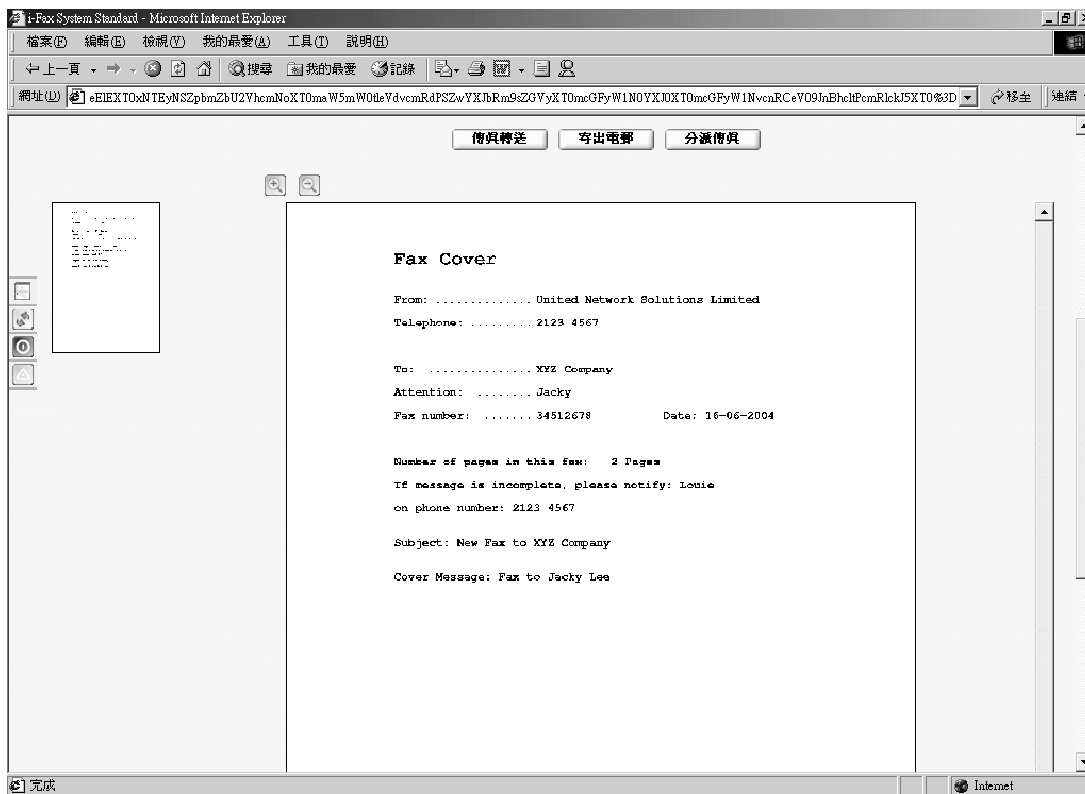 i-Fax System Standard - Microsoft Internet Explorer
檔案(F) 編輯(E) 檢視(V) 我的最愛(A) 工具(T) 說明(H)
上一頁 搜尋 我的最愛 記錄
網址(D) 移至 連結
傳真轉送 寄出電郵 分派傳真
Fax Cover
From: .............. United Network Solutions Limited
Telephone: ......... 2123 4567
To: ............... XYZ Company
Attention: ........ Jacky
Fax number: ....... 34512678 Date: 16-06-2004
Number of pages in this fax: 2 Pages
If message is incomplete, please notify: Louie
on phone number: 2123 4567
Subject: New Fax to XYZ Company
Cover Message: Fax to Jacky Lee
完成 Internet